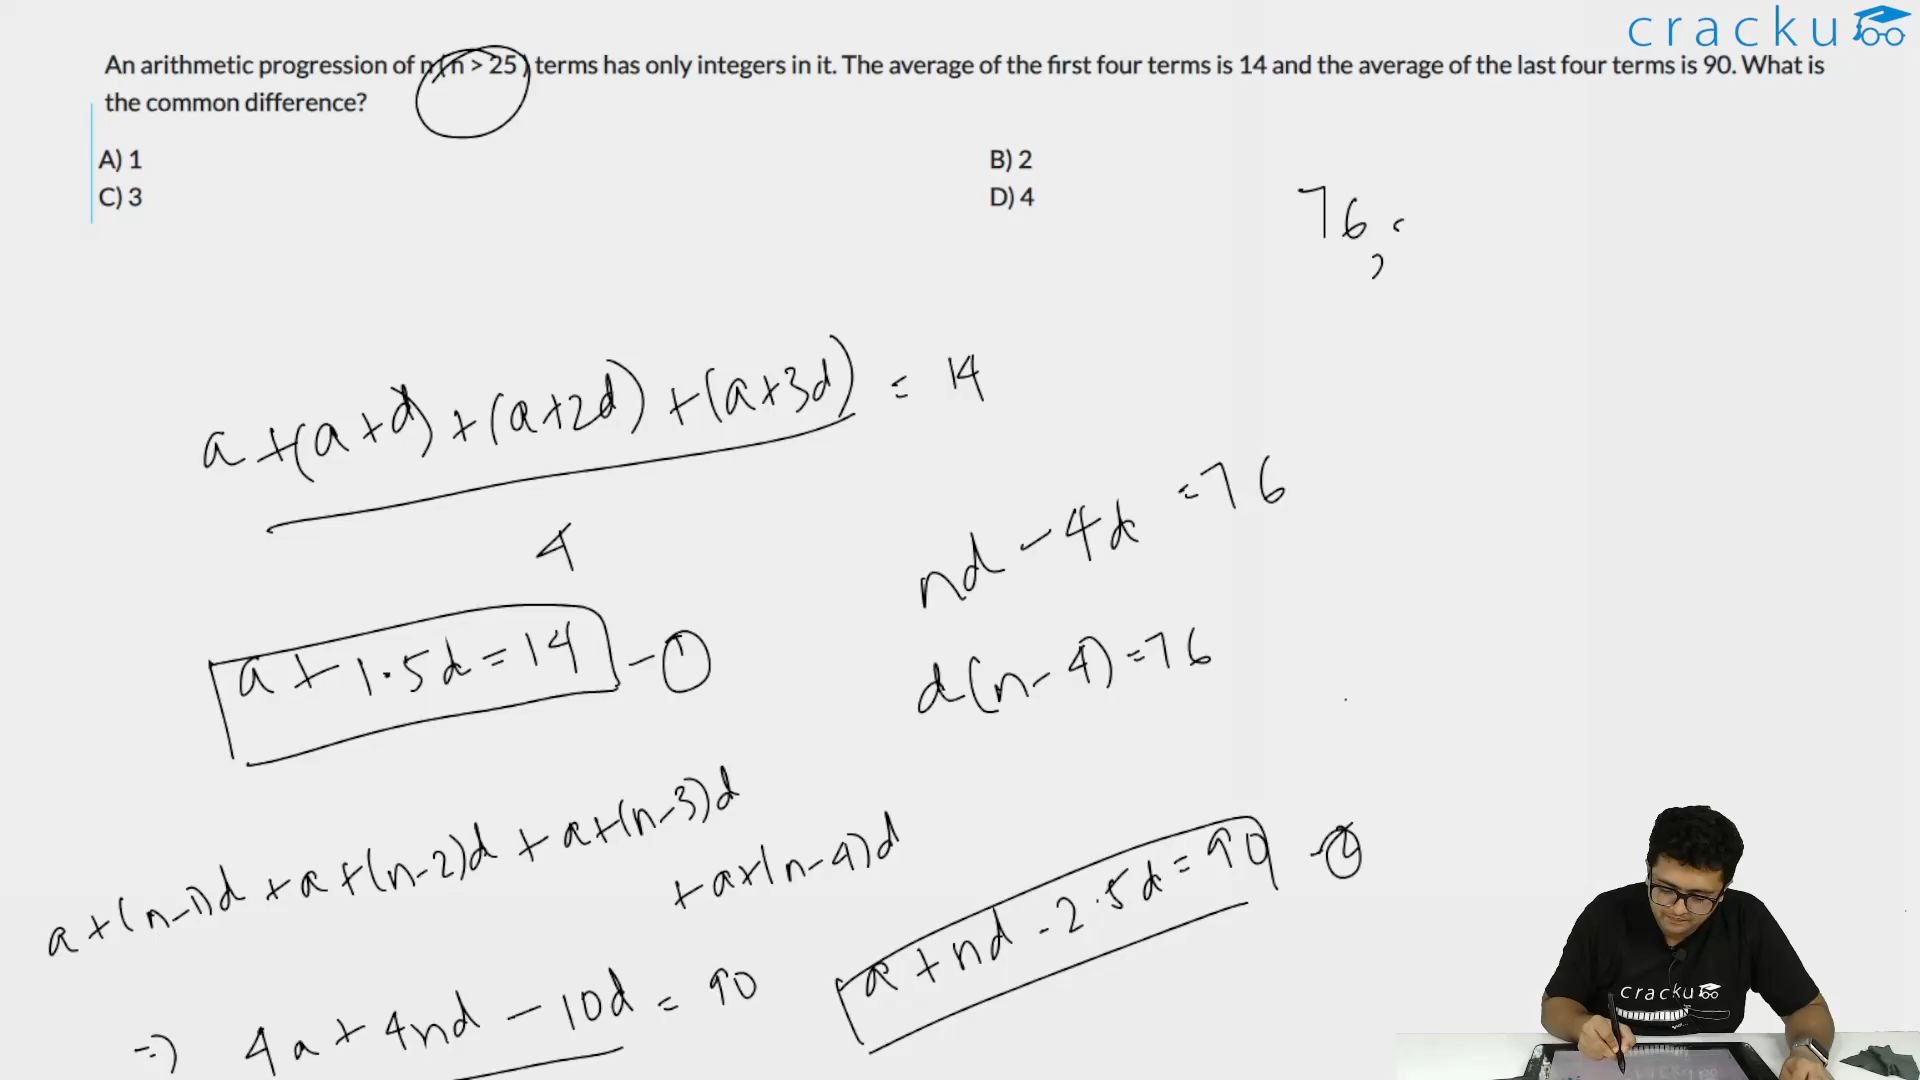 cracku
An arithmetic progression of n( n > 25 ) terms has only integers in it. The average of the first four terms is 14 and the average of the last four terms is 90. What is
the common difference?
A) 1
B) 2
C) 3
D) 4
76,
a+(a+d)+(a+2d)+(a+3d) = 14
4
a+1.5d=14 - 1
nd-4d =76
d(n-4)=76
a+(n-1)d+a+(n-2)d+a+(n-3)d
+a+(n-4)d
=> 4a+4nd-10d = 90
a+nd-2.5d=90 - 2
cracku